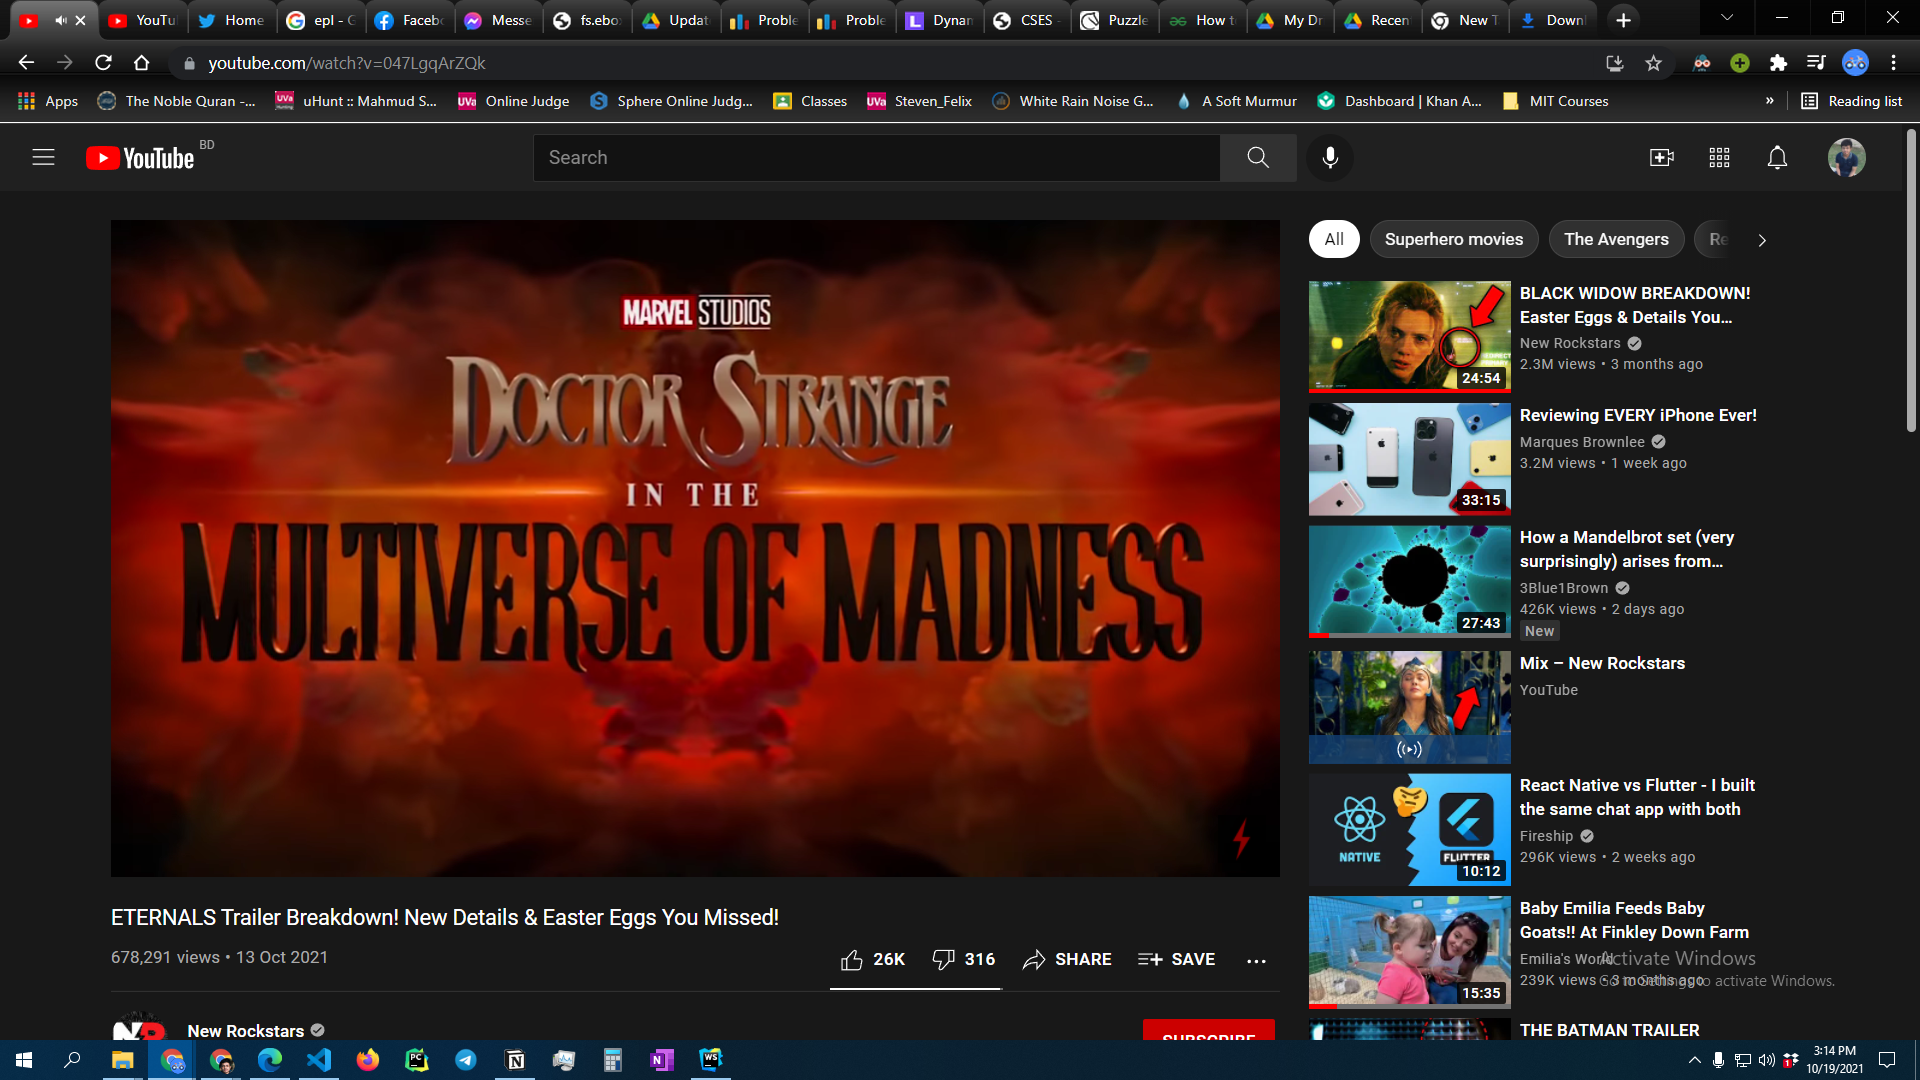 YouTu
Home
epl - G
Faceb
Messe
fs.ebo
Updat
Proble
Proble
Dynan
CSES -
Puzzle
How t
My Dr
Recen
New T
Downl
youtube.com/watch?v=047LgqArZQk
Apps
The Noble Quran -...
uHunt :: Mahmud S...
Online Judge
Sphere Online Judg...
Classes
Steven_Felix
White Rain Noise G...
A Soft Murmur
Dashboard | Khan A...
MIT Courses
»
Reading list
YouTube BD
Search
MARVEL STUDIOS
DOCTOR STRANGE
IN THE
MULTIVERSE OF MADNESS
ETERNALS Trailer Breakdown! New Details & Easter Eggs You Missed!
678,291 views • 13 Oct 2021
26K
316
SHARE
SAVE
New Rockstars
SUBSCRIBE
All
Superhero movies
The Avengers
Re
24:54
BLACK WIDOW BREAKDOWN!
Easter Eggs & Details You...
New Rockstars
2.3M views • 3 months ago
33:15
Reviewing EVERY iPhone Ever!
Marques Brownlee
3.2M views • 1 week ago
27:43
How a Mandelbrot set (very
surprisingly) arises from...
3Blue1Brown
426K views • 2 days ago
New
Mix – New Rockstars
YouTube
NATIVE
FLUTTER
10:12
React Native vs Flutter - I built
the same chat app with both
Fireship
296K views • 2 weeks ago
15:35
Baby Emilia Feeds Baby
Goats!! At Finkley Down Farm
Emilia's World
239K views • 3 months ago
Activate Windows
Go to Settings to activate Windows.
THE BATMAN TRAILER
3:14 PM
10/19/2021